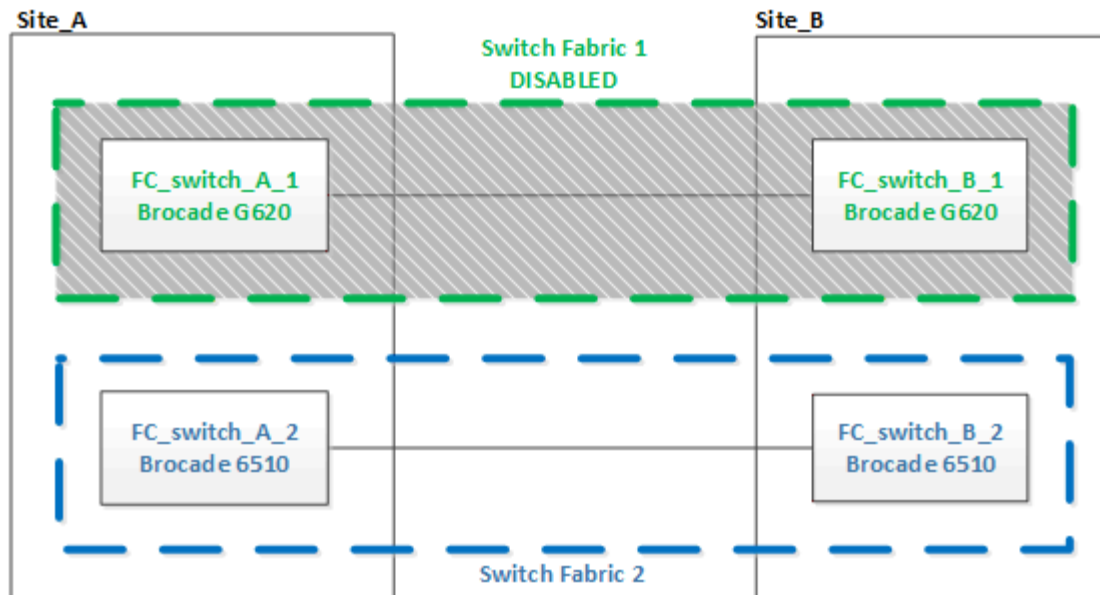 Site_A
Site_B
Switch Fabric 1
DISABLED
FC_switch_A_1
Brocade G620
FC_switch_B_1
Brocade G620
FC_switch_A_2
Brocade 6510
FC_switch_B_2
Brocade 6510
Switch Fabric 2